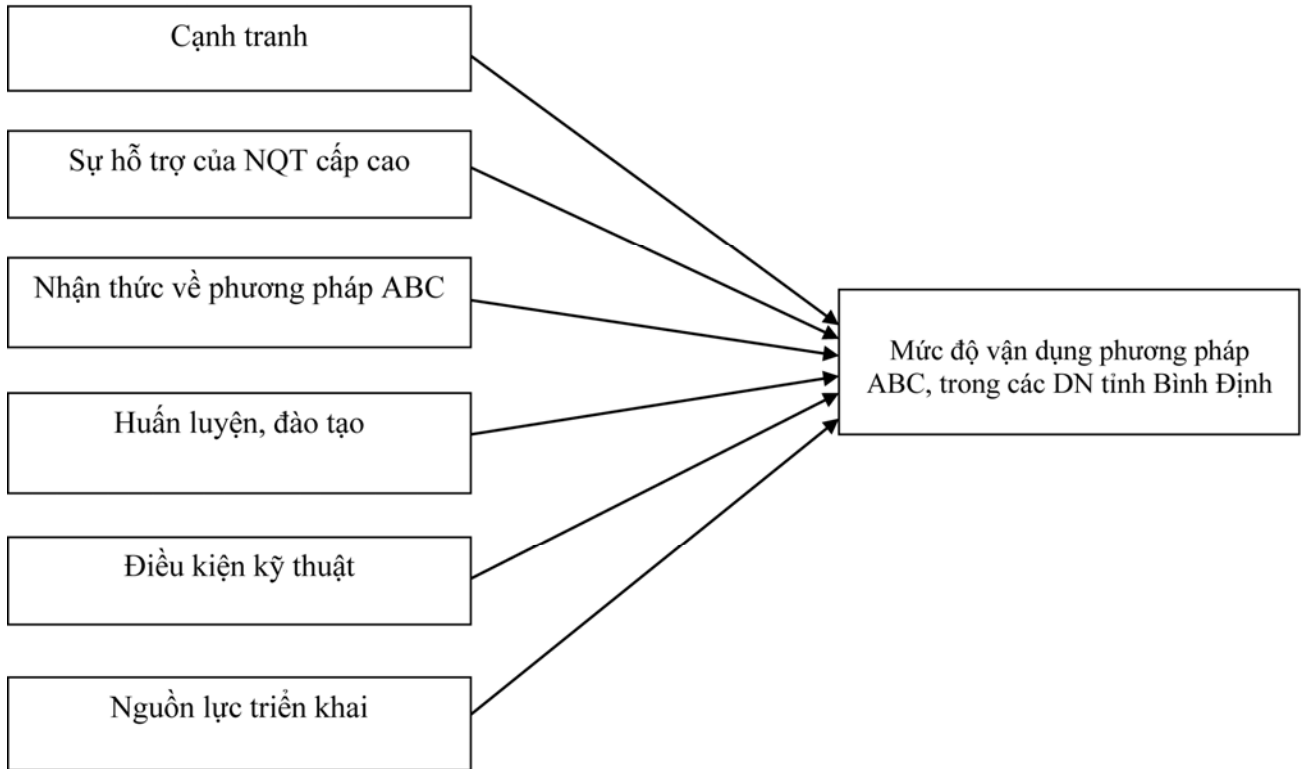 Cạnh tranh
Sự hỗ trợ của NQT cấp cao
Nhận thức về phương pháp ABC
Huấn luyện, đào tạo
Điều kiện kỹ thuật
Nguồn lực triển khai
Mức độ vận dụng phương pháp
ABC, trong các DN tỉnh Bình Định